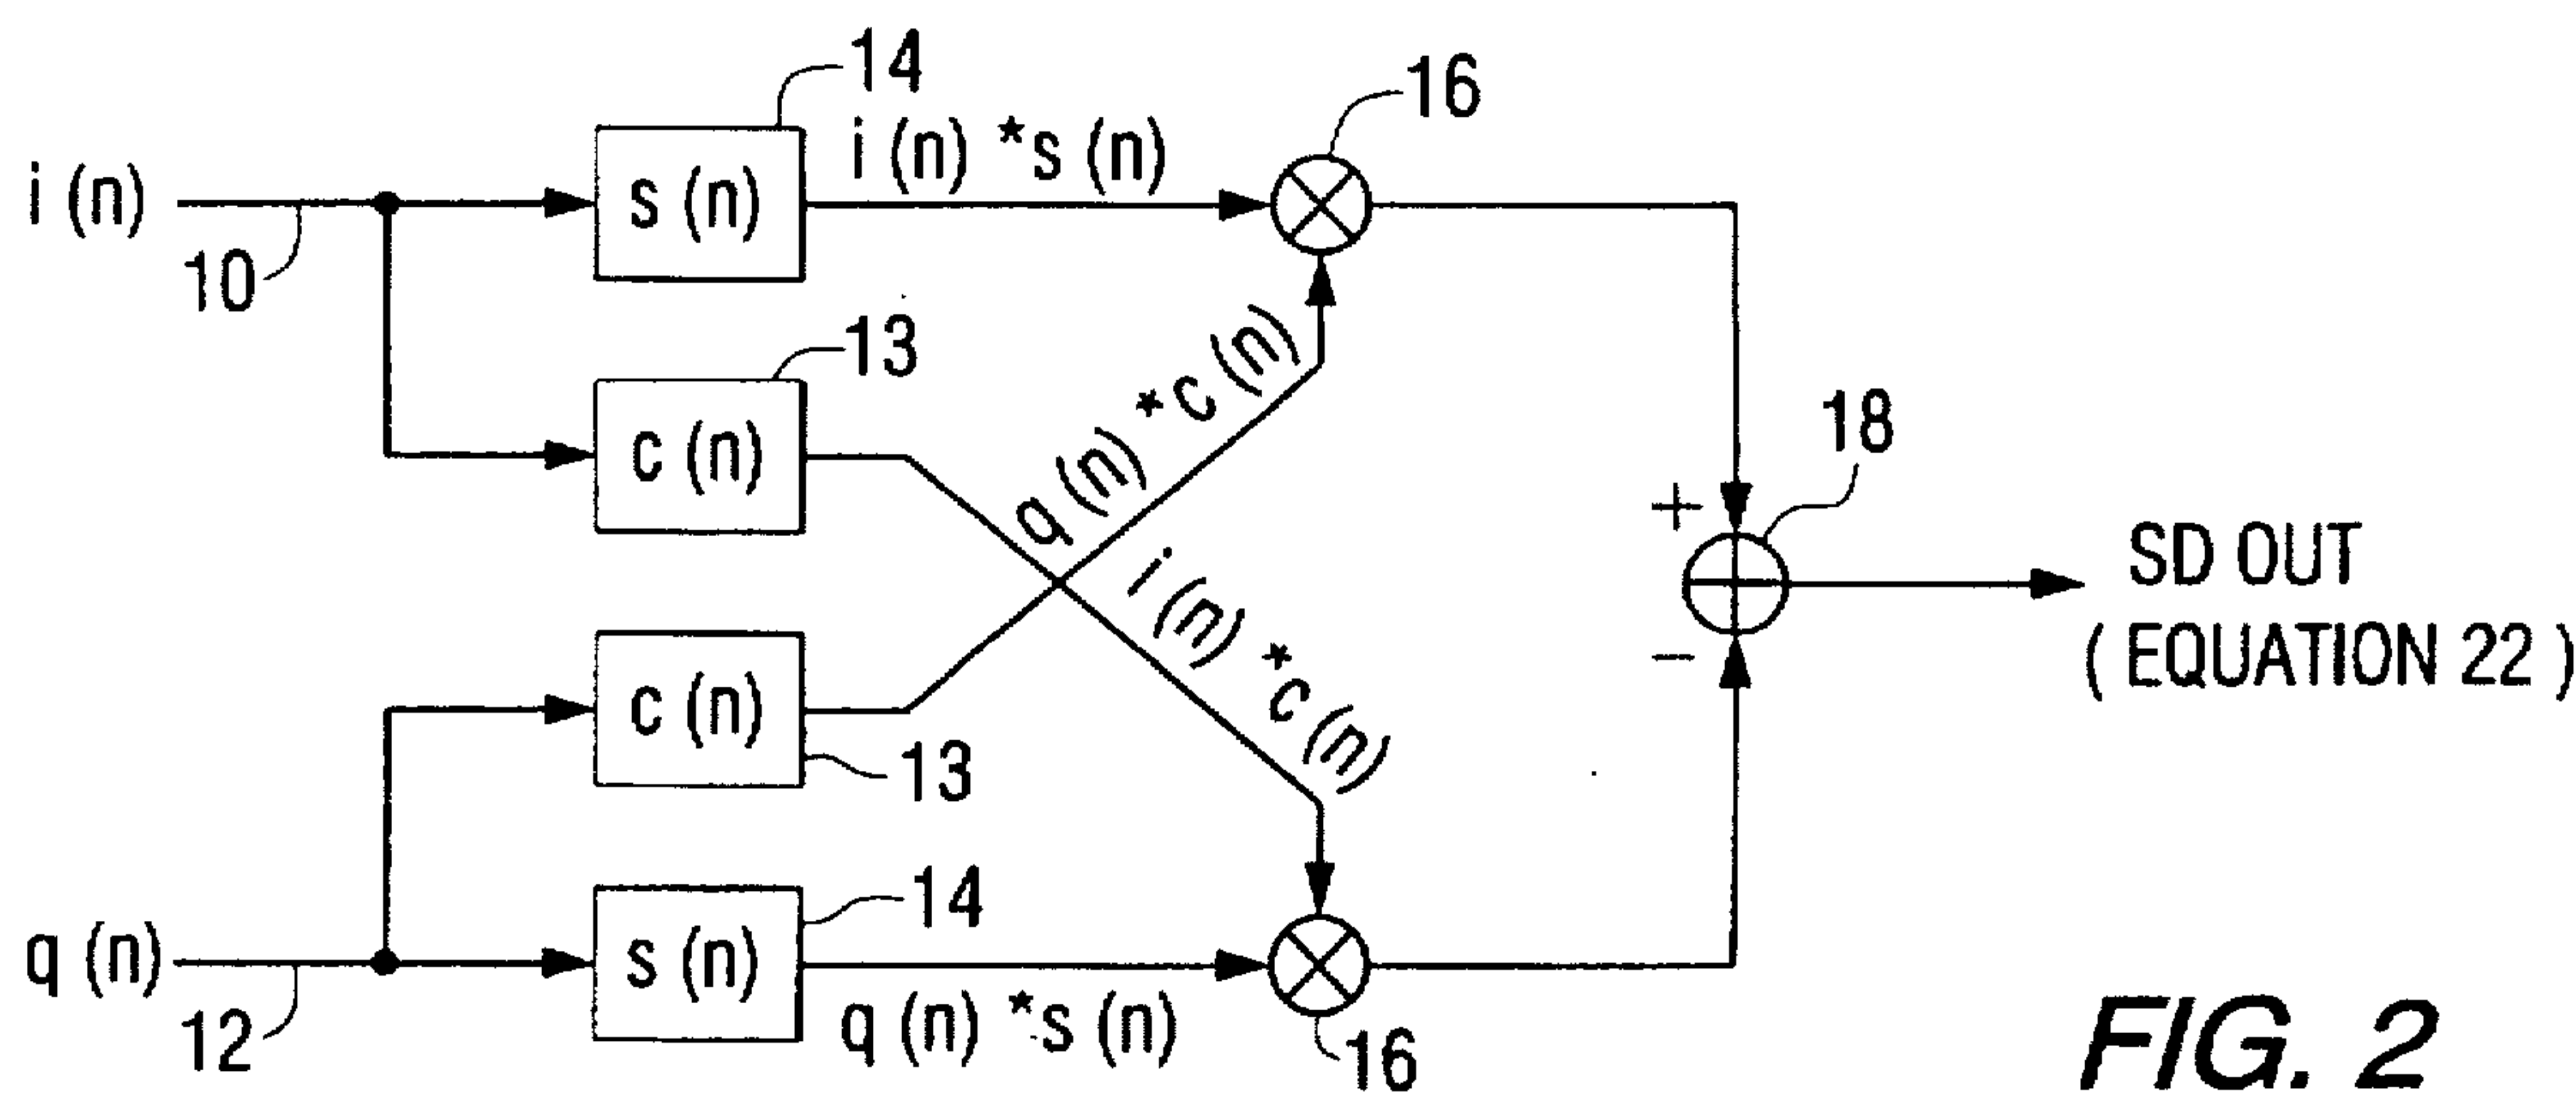 14
16
i (n) *s (n)
i (n)
s (n)
10
13
q (n) *c (n)
18
c (n)
+
SD OUT
i (n) *c (n)
( EQUATION 22 )
−
c (n)
13
14
q (n)
s (n)
12
q (n) *s (n)
16
FIG. 2